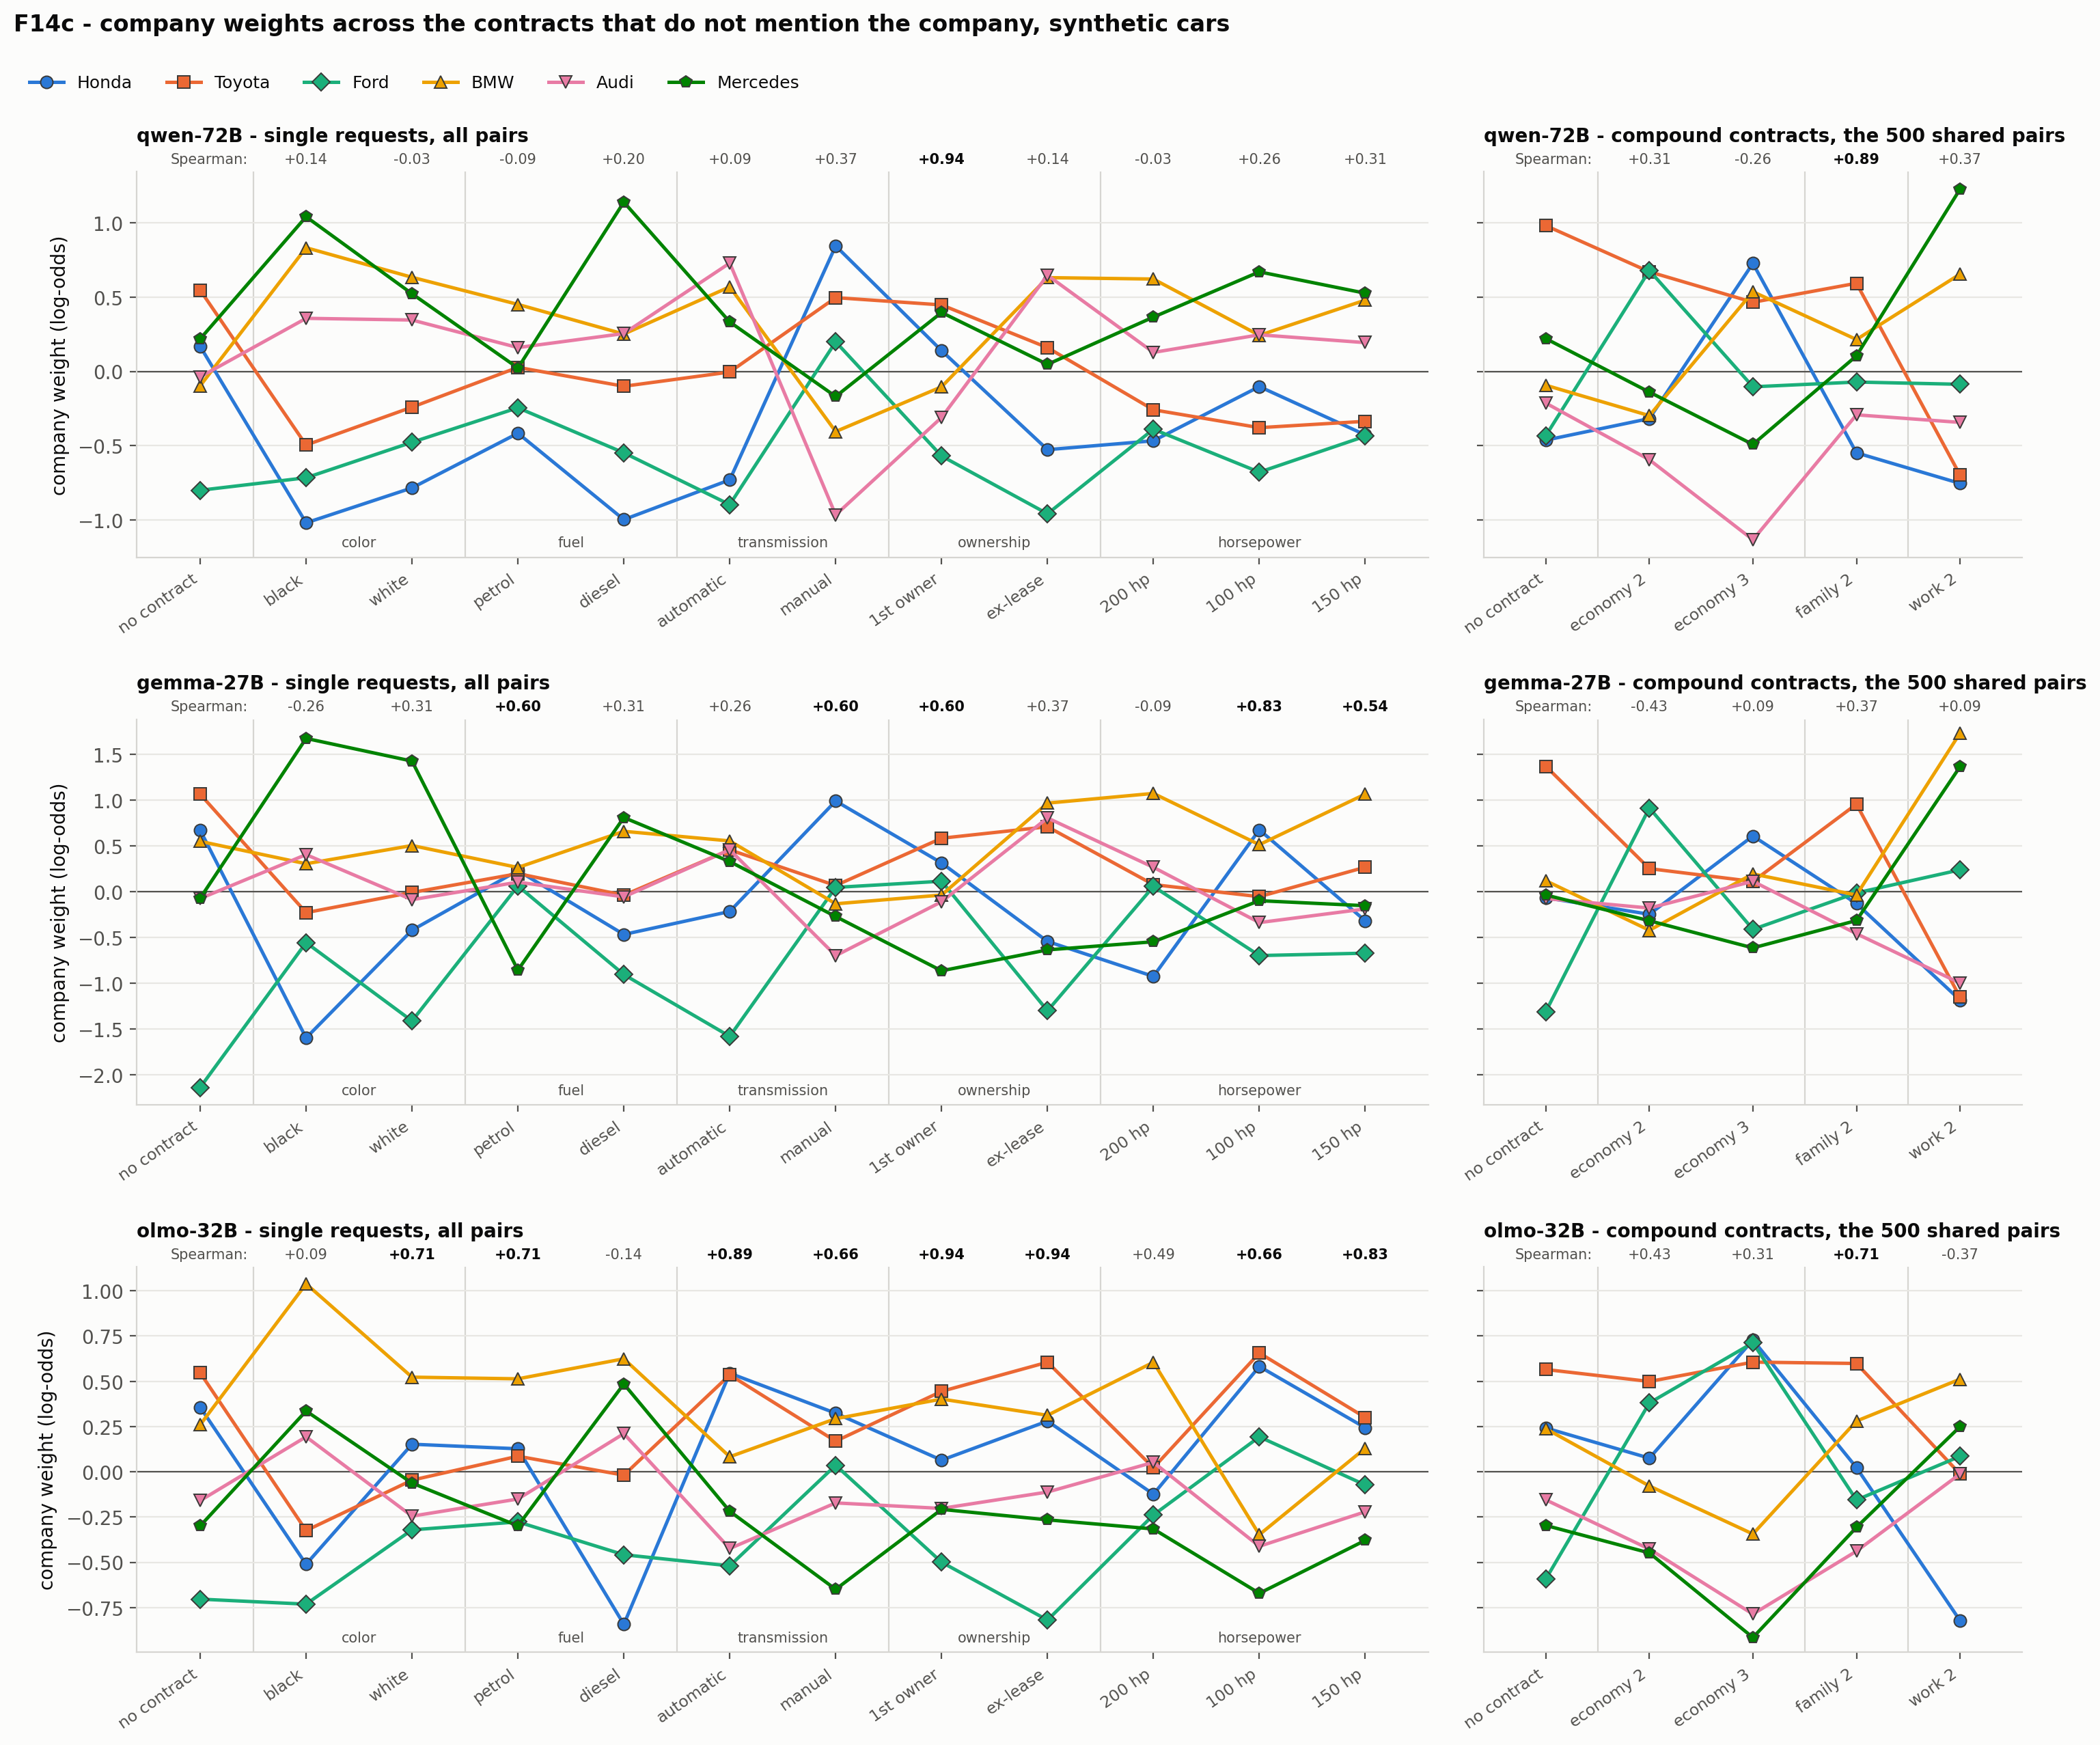 F14c - company weights across the contracts that do not mention the company, synthetic cars
Honda Toyota Ford BMW Audi Mercedes
qwen-72B - single requests, all pairs
Spearman: +0.14 -0.03 -0.09 +0.20 +0.09 +0.37 +0.94 +0.14 -0.03 +0.26 +0.31
company weight (log-odds)
1.0
0.5
0.0
−0.5
−1.0
color fuel transmission ownership horsepower
no contract black white petrol diesel automatic manual 1st owner ex-lease 200 hp 100 hp 150 hp
qwen-72B - compound contracts, the 500 shared pairs
Spearman: +0.31 -0.26 +0.89 +0.37
no contract economy 2 economy 3 family 2 work 2
gemma-27B - single requests, all pairs
Spearman: -0.26 +0.31 +0.60 +0.31 +0.26 +0.60 +0.60 +0.37 -0.09 +0.83 +0.54
company weight (log-odds)
1.5
1.0
0.5
0.0
−0.5
−1.0
−1.5
−2.0
color fuel transmission ownership horsepower
no contract black white petrol diesel automatic manual 1st owner ex-lease 200 hp 100 hp 150 hp
gemma-27B - compound contracts, the 500 shared pairs
Spearman: -0.43 +0.09 +0.37 +0.09
no contract economy 2 economy 3 family 2 work 2
olmo-32B - single requests, all pairs
Spearman: +0.09 +0.71 +0.71 -0.14 +0.89 +0.66 +0.94 +0.94 +0.49 +0.66 +0.83
company weight (log-odds)
1.00
0.75
0.50
0.25
0.00
−0.25
−0.50
−0.75
color fuel transmission ownership horsepower
no contract black white petrol diesel automatic manual 1st owner ex-lease 200 hp 100 hp 150 hp
olmo-32B - compound contracts, the 500 shared pairs
Spearman: +0.43 +0.31 +0.71 -0.37
no contract economy 2 economy 3 family 2 work 2